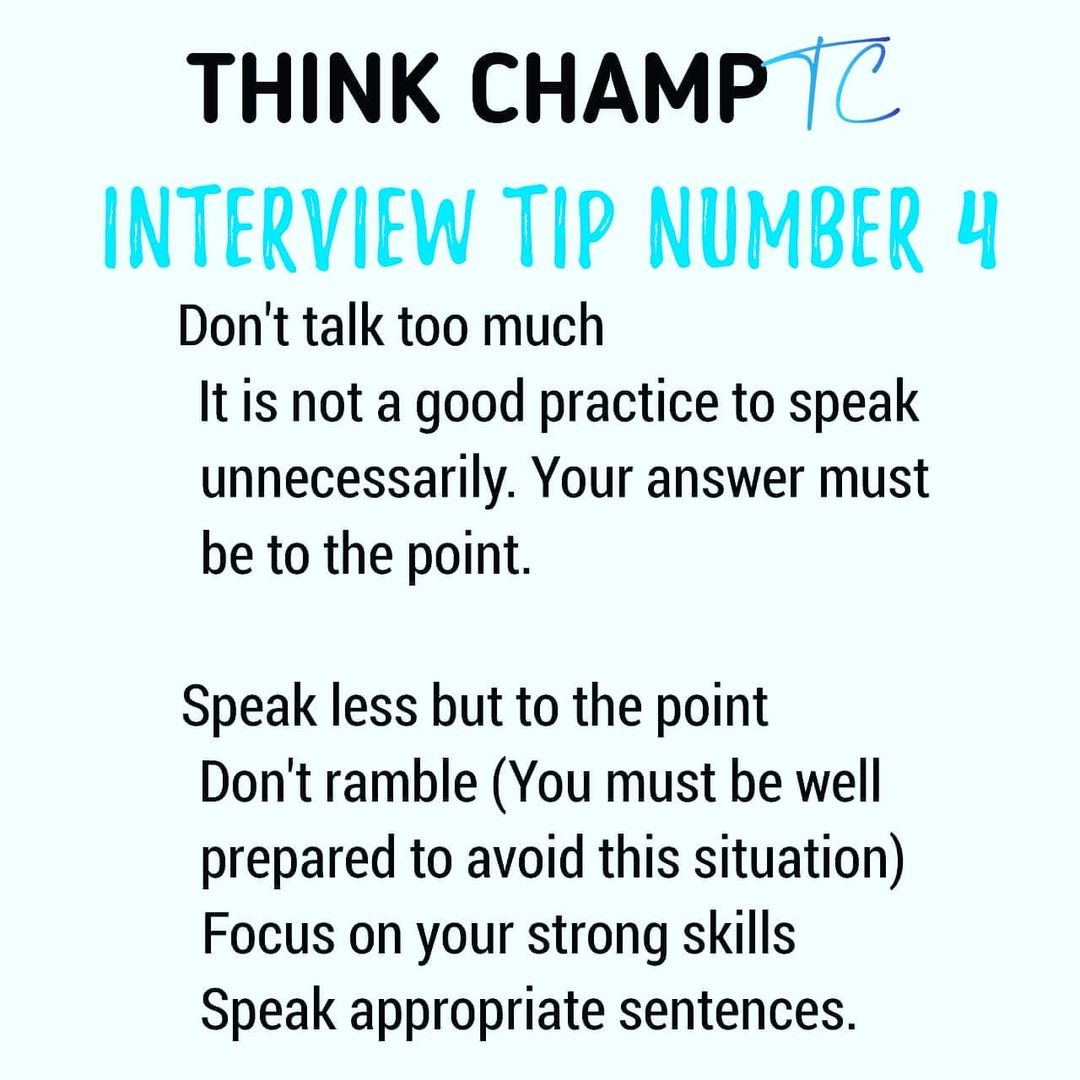 THINK CHAMP TC
INTERVIEW TIP NUMBER 4
Don't talk too much
It is not a good practice to speak
unnecessarily. Your answer must
be to the point.
Speak less but to the point
Don't ramble (You must be well
prepared to avoid this situation)
Focus on your strong skills
Speak appropriate sentences.